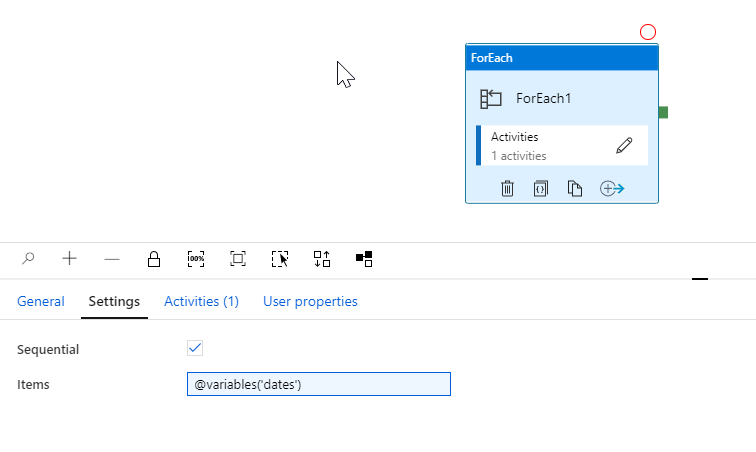 ForEach
ForEach1
Activities
1 activities
{}
100%
General Settings Activities (1) User properties
Sequential
Items @variables('dates')